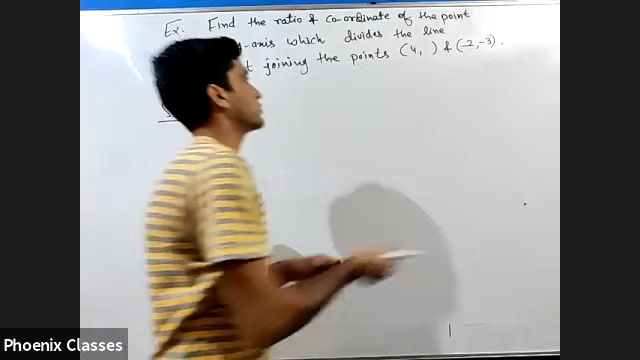 Ex. Find the ratio & co-ordinate of the point
-axis which divides the line
t joining the points (4, ) & (-2,-3).
Phoenix Classes